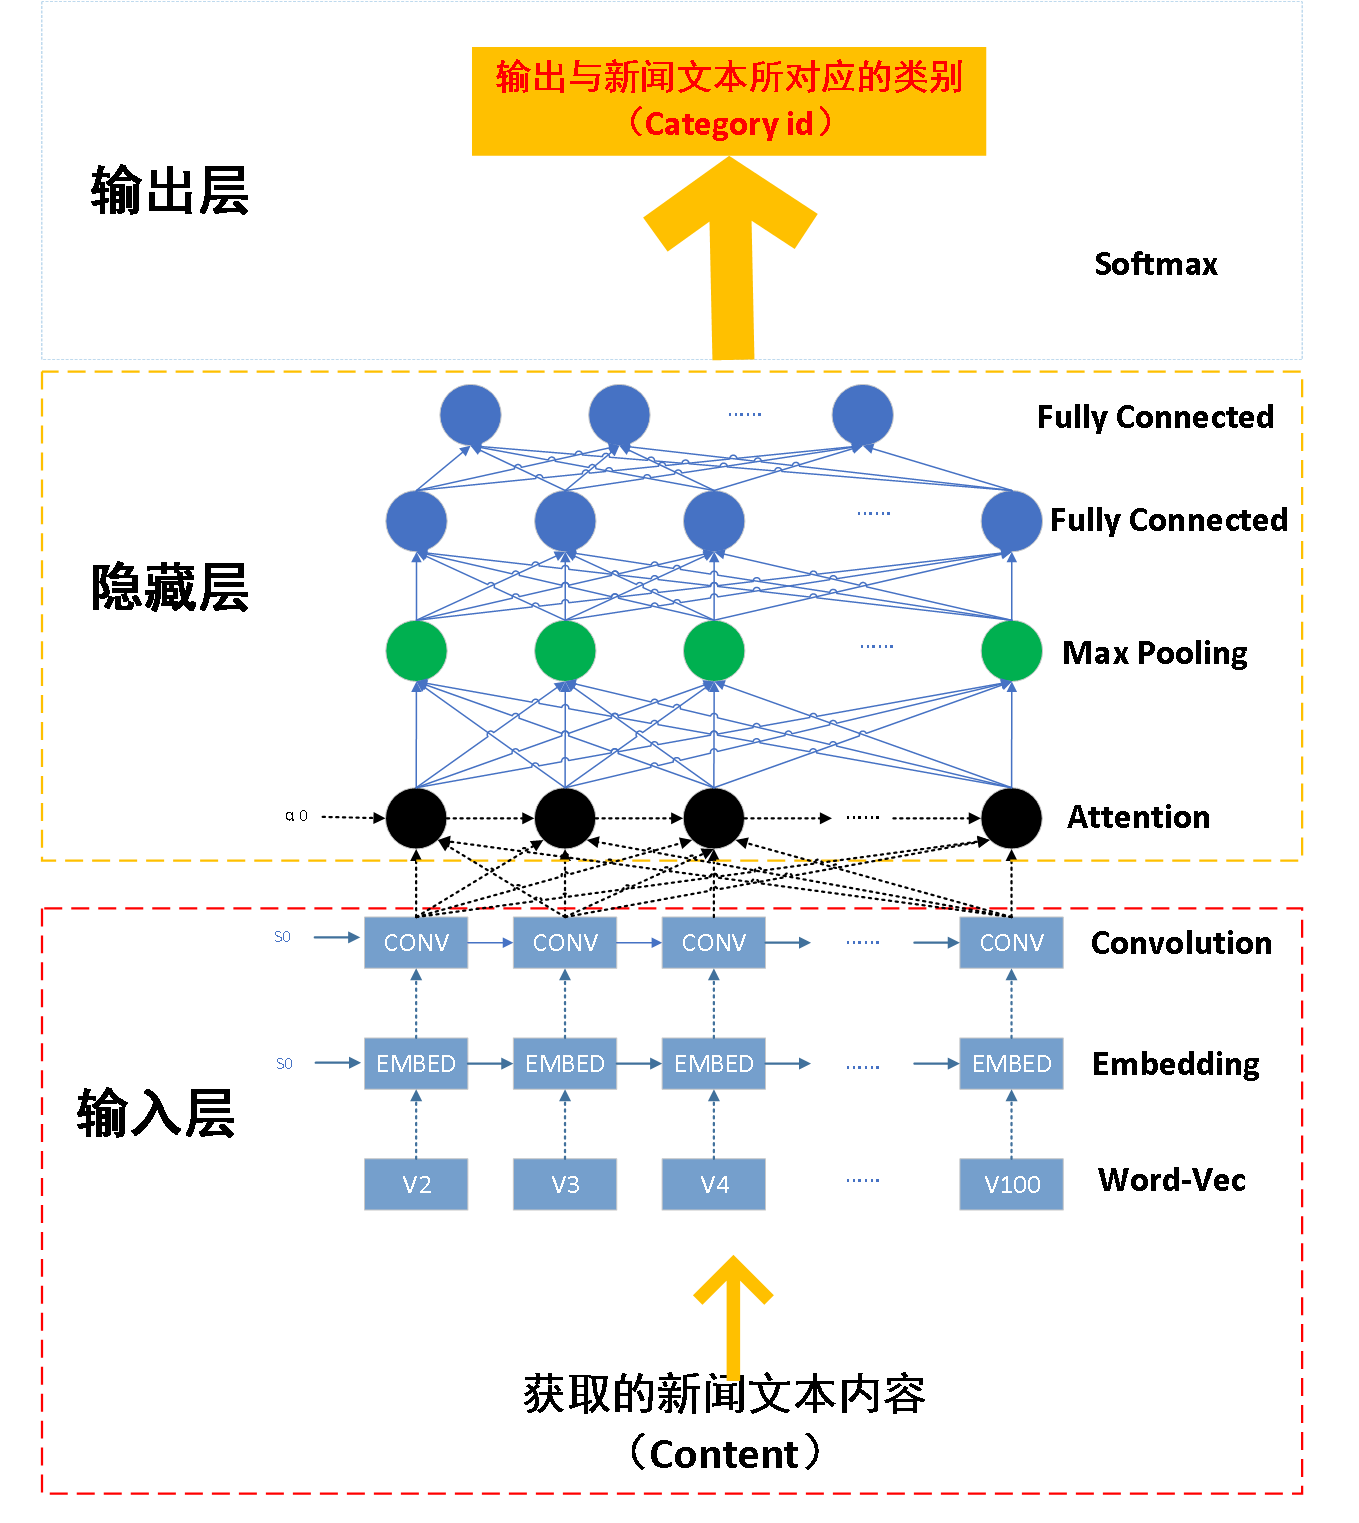 输出与新闻文本所对应的类别
（Category id）
输出层
Softmax
Fully Connected
……
Fully Connected
……
隐藏层
Max Pooling
……
Attention
α0
……
S0
CONV
CONV
CONV
……
CONV
Convolution
S0
EMBED
EMBED
EMBED
……
EMBED
Embedding
输入层
V2
V3
V4
……
V100
Word-Vec
获取的新闻文本内容
（Content）